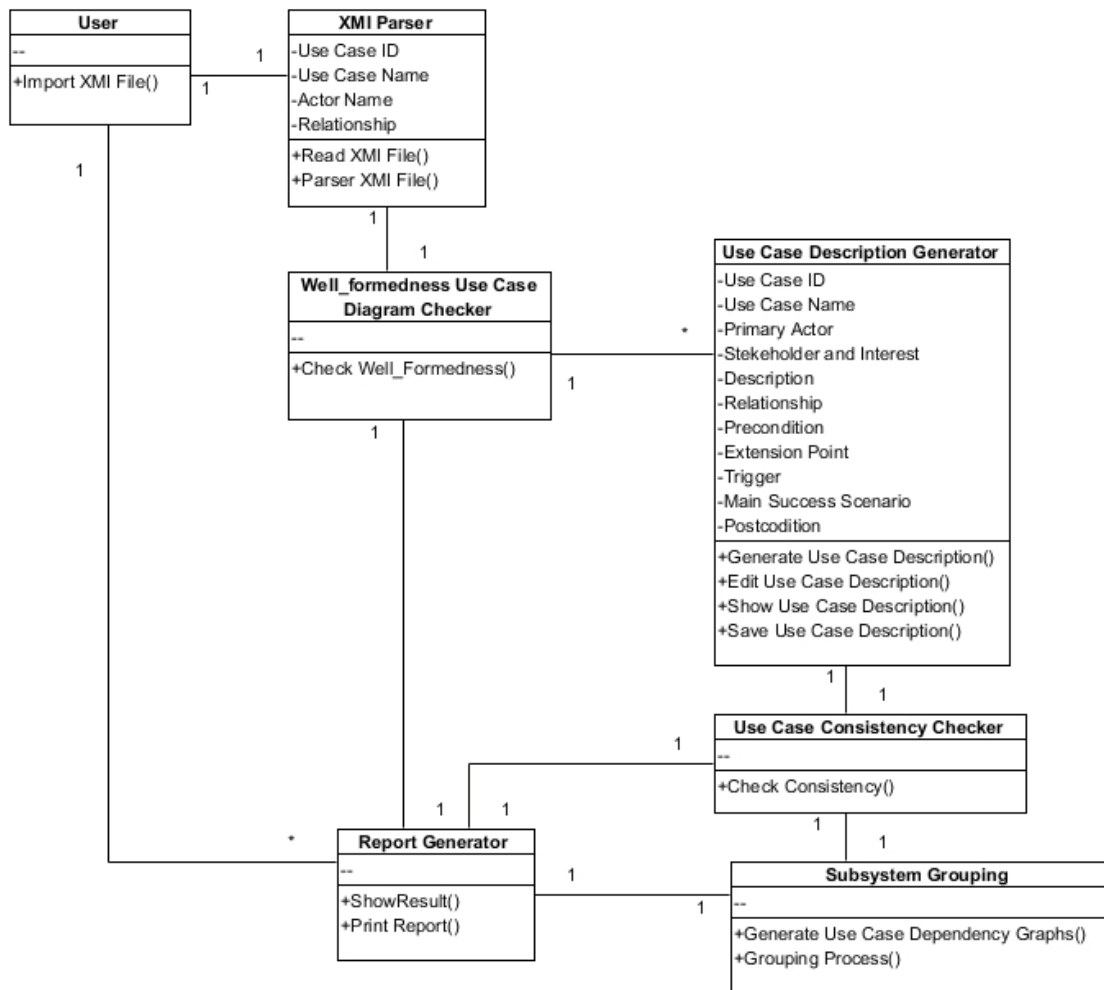 User
--
+Import XMI File()
1
1
XMI Parser
-Use Case ID
-Use Case Name
-Actor Name
-Relationship
+Read XMI File()
+Parser XMI File()
1
1
1
Well_formedness Use Case
Diagram Checker
--
+Check Well_Formedness()
1
*
1
Use Case Description Generator
-Use Case ID
-Use Case Name
-Primary Actor
-Stekeholder and Interest
-Description
-Relationship
-Precondition
-Extension Point
-Trigger
-Main Success Scenario
-Postcodition
+Generate Use Case Description()
+Edit Use Case Description()
+Show Use Case Description()
+Save Use Case Description()
1
1
Use Case Consistency Checker
--
+Check Consistency()
1
1
1
1
1
*
Report Generator
--
+ShowResult()
+Print Report()
1
1
Subsystem Grouping
--
+Generate Use Case Dependency Graphs()
+Grouping Process()